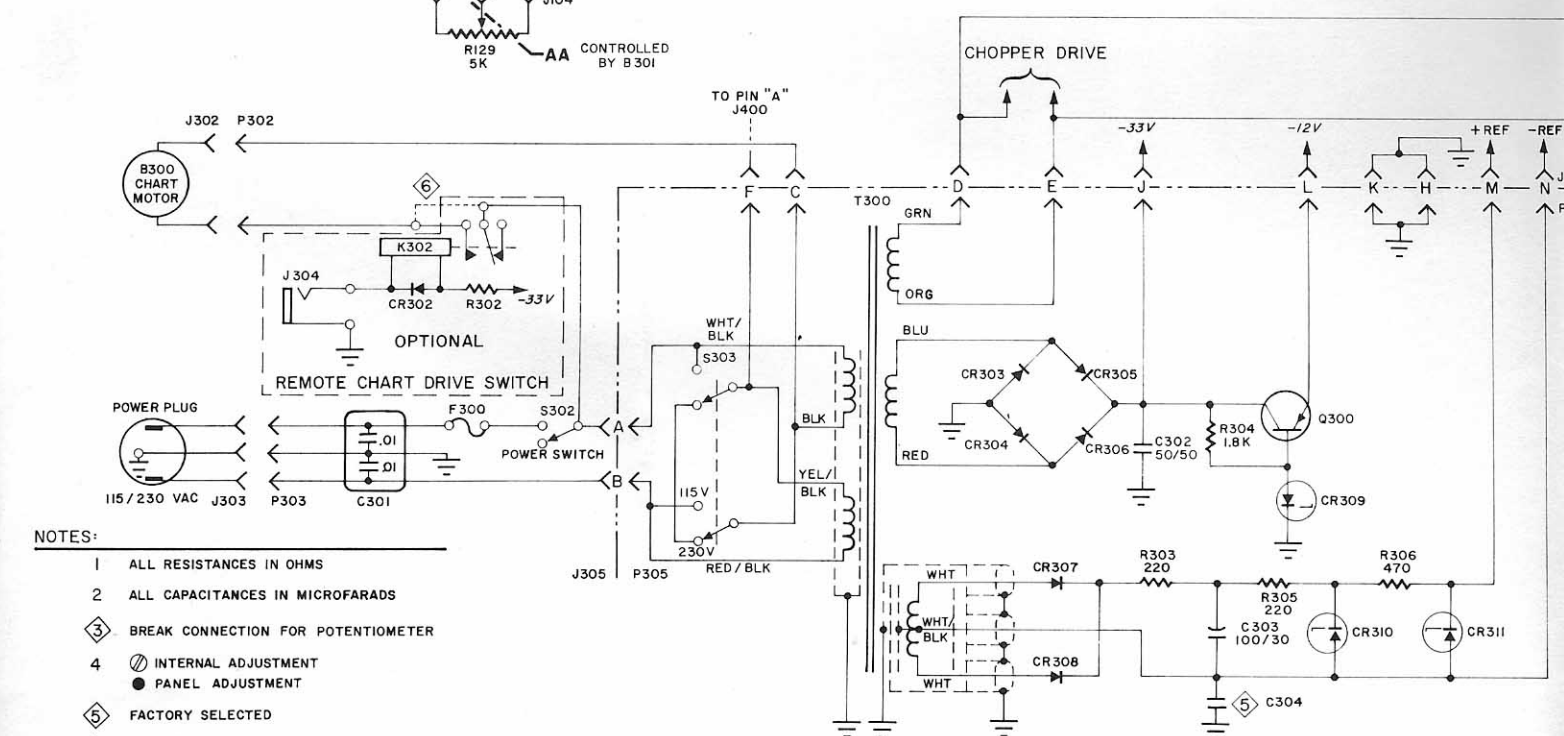 J104
R129
5K
AA
CONTROLLED
BY B301
CHOPPER DRIVE
TO PIN "A"
J400
J302 P302
-33V
-12V
+REF
-REF
B300
CHART
MOTOR
6
F C D E J L K H M N J
P
T300
GRN
K302
J304
CR302
R302
-33V
ORG
OPTIONAL
WHT/
BLK
BLU
S303
REMOTE CHART DRIVE SWITCH
CR303
CR305
POWER PLUG
F300
S302
A
BLK
CR304
CR306
C302
50/50
R304
1.8K
Q300
.01
.01
POWER SWITCH
RED
B
YEL/
BLK
115/230 VAC
J303
P303
C301
115V
CR309
230V
RED/BLK
J305
P305
NOTES:
1 ALL RESISTANCES IN OHMS
2 ALL CAPACITANCES IN MICROFARADS
3 BREAK CONNECTION FOR POTENTIOMETER
4 INTERNAL ADJUSTMENT
PANEL ADJUSTMENT
5 FACTORY SELECTED
WHT
CR307
R303
220
R306
470
R305
220
WHT/
BLK
C303
100/30
CR310
CR311
CR308
WHT
5 C304